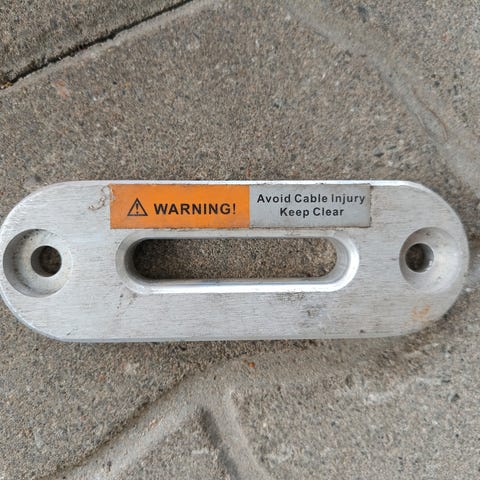 WARNING!
Avoid Cable Injury
Keep Clear